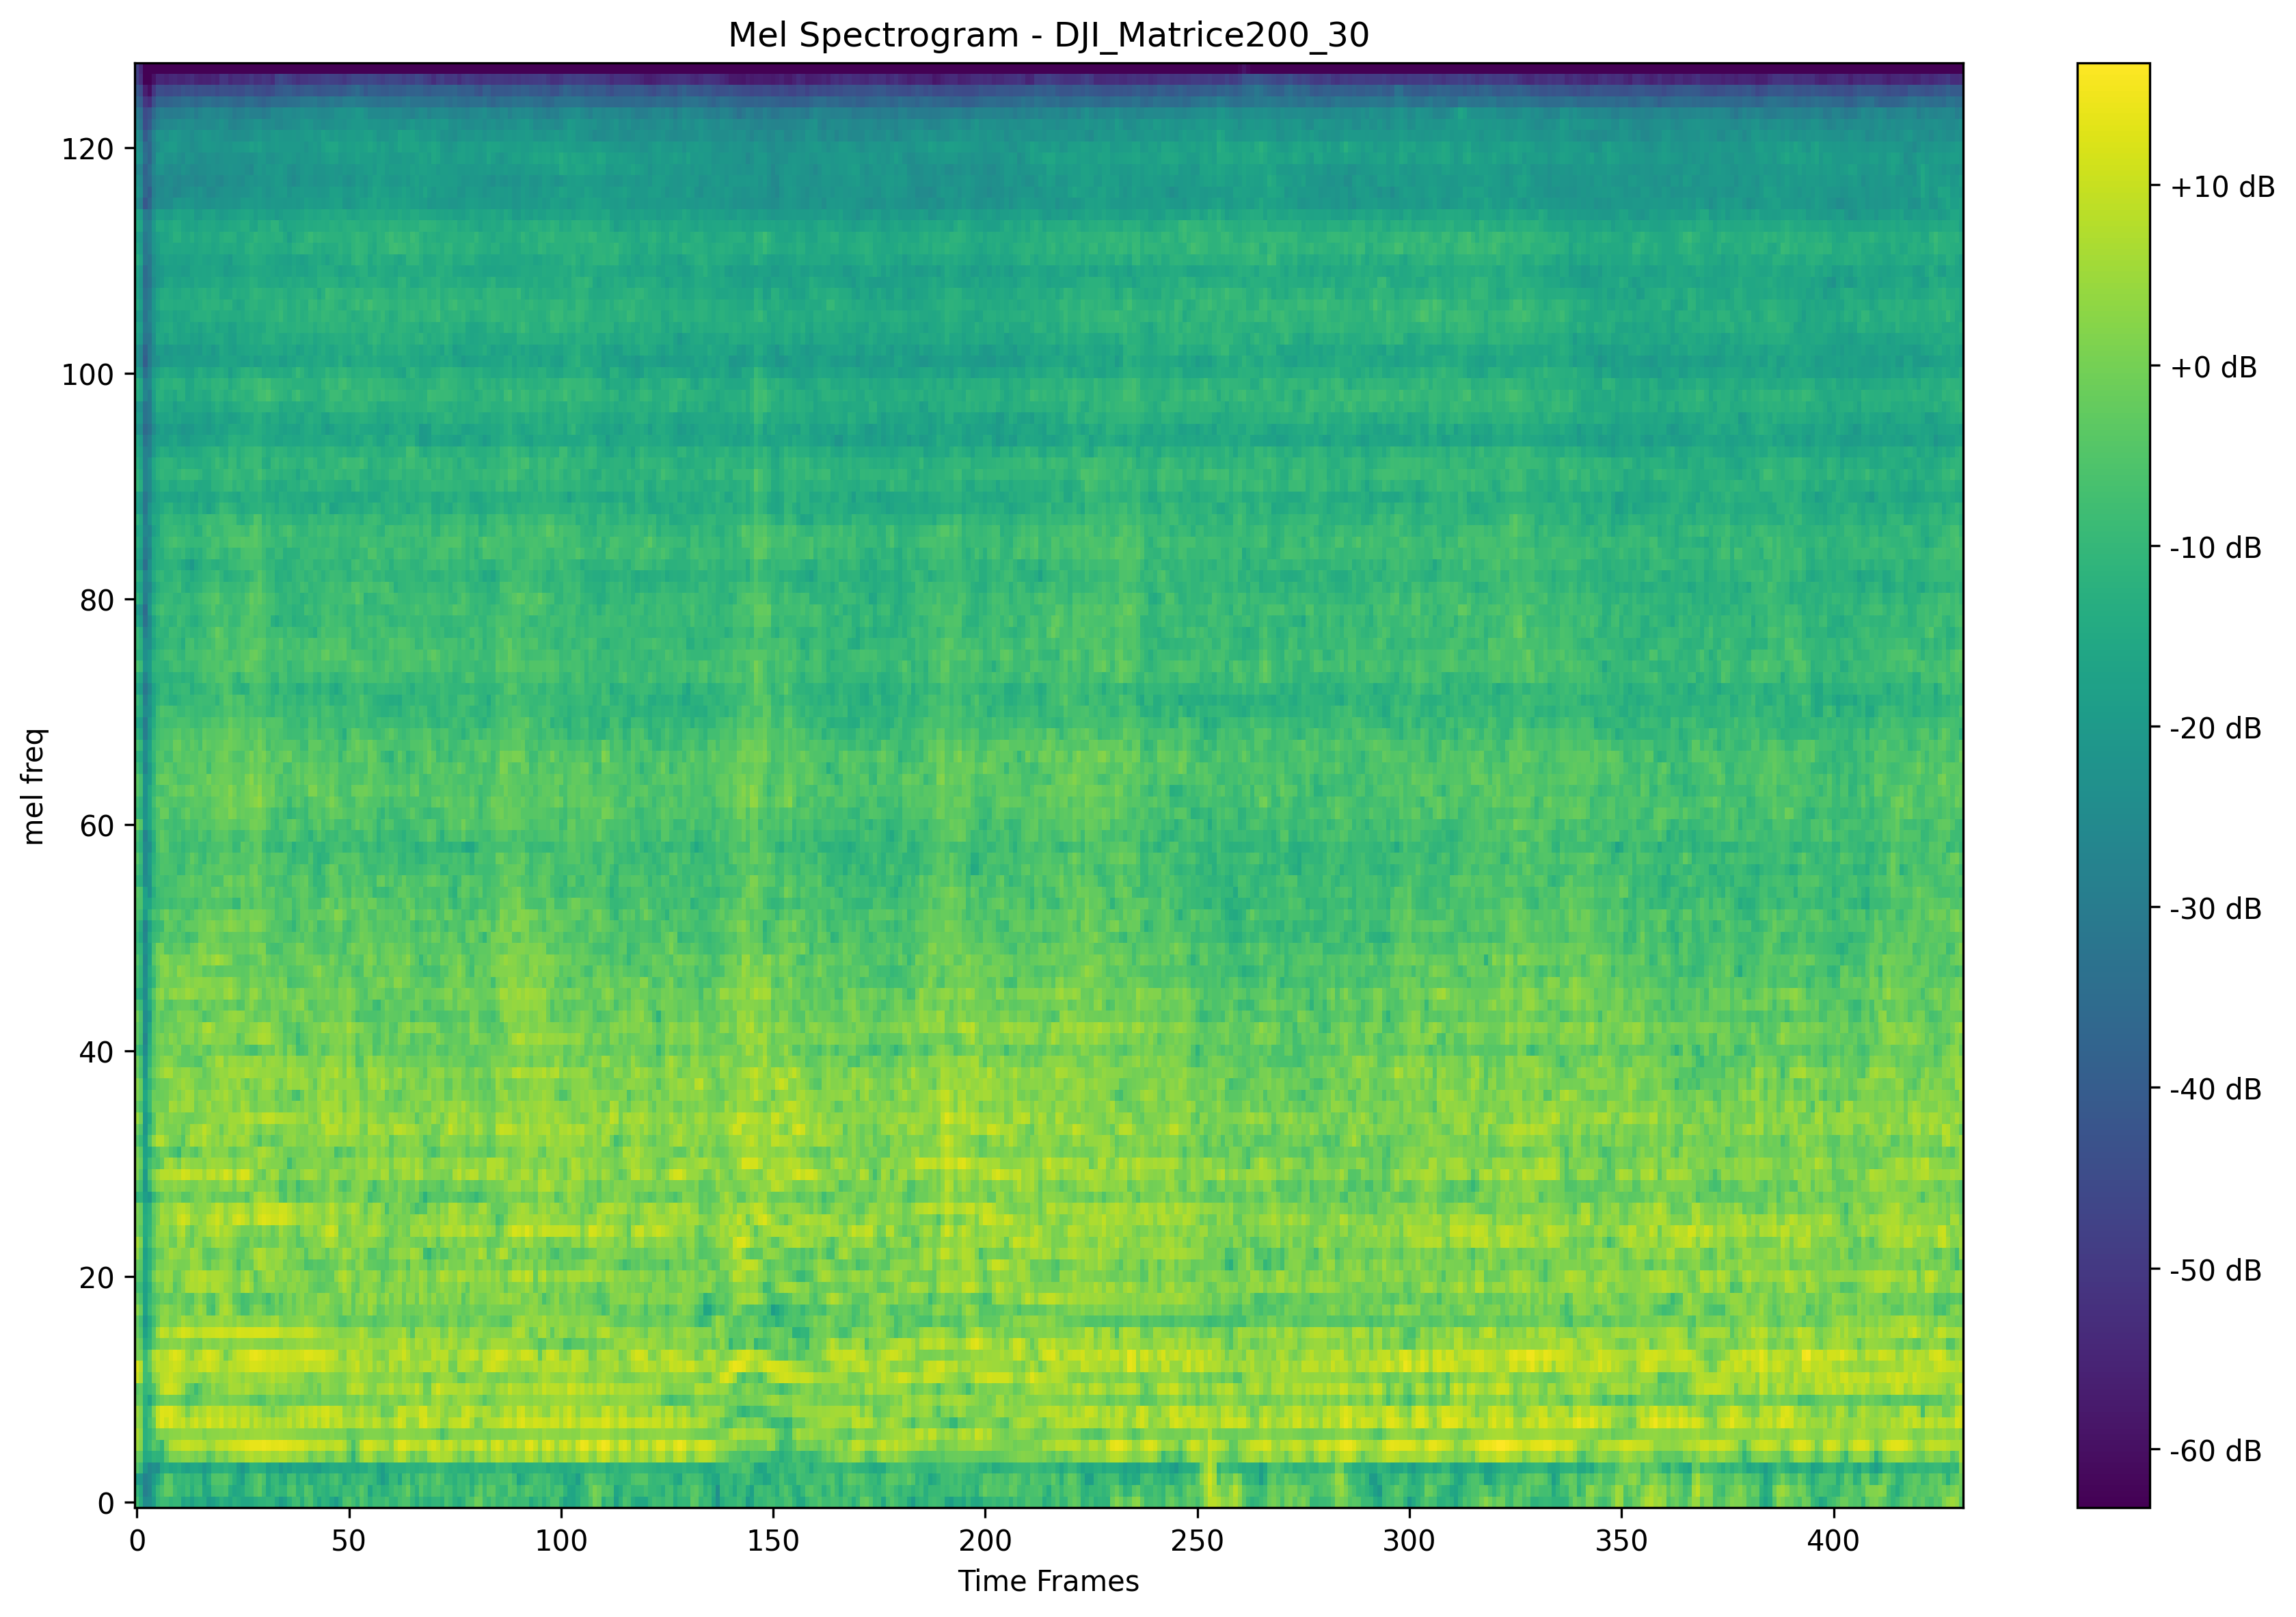 Mel Spectrogram - DJI_Matrice200_30
120
100
80
60
40
20
0
mel freq
0
50
100
150
200
250
300
350
400
Time Frames
+10 dB
+0 dB
-10 dB
-20 dB
-30 dB
-40 dB
-50 dB
-60 dB